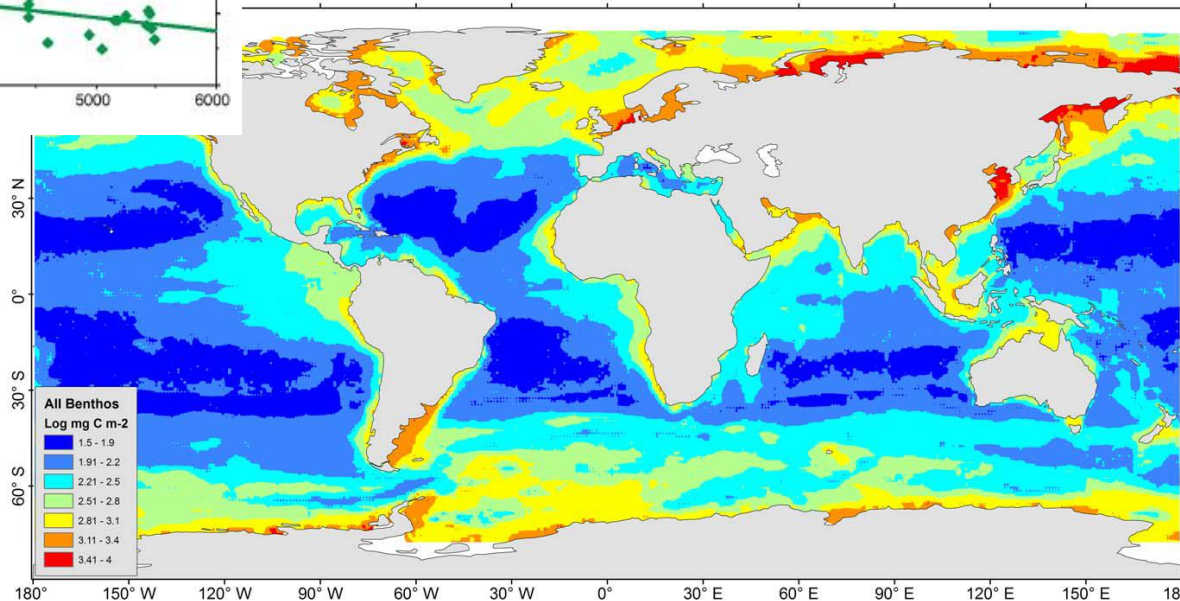 5000 6000
30° N
0°
30° S
60° S
All Benthos
Log mg C m-2
1.5 - 1.9
1.91 - 2.2
2.21 - 2.5
2.51 - 2.8
2.81 - 3.1
3.11 - 3.4
3.41 - 4
180° 150° W 120° W 90° W 60° W 30° W 0° 30° E 60° E 90° E 120° E 150° E 18